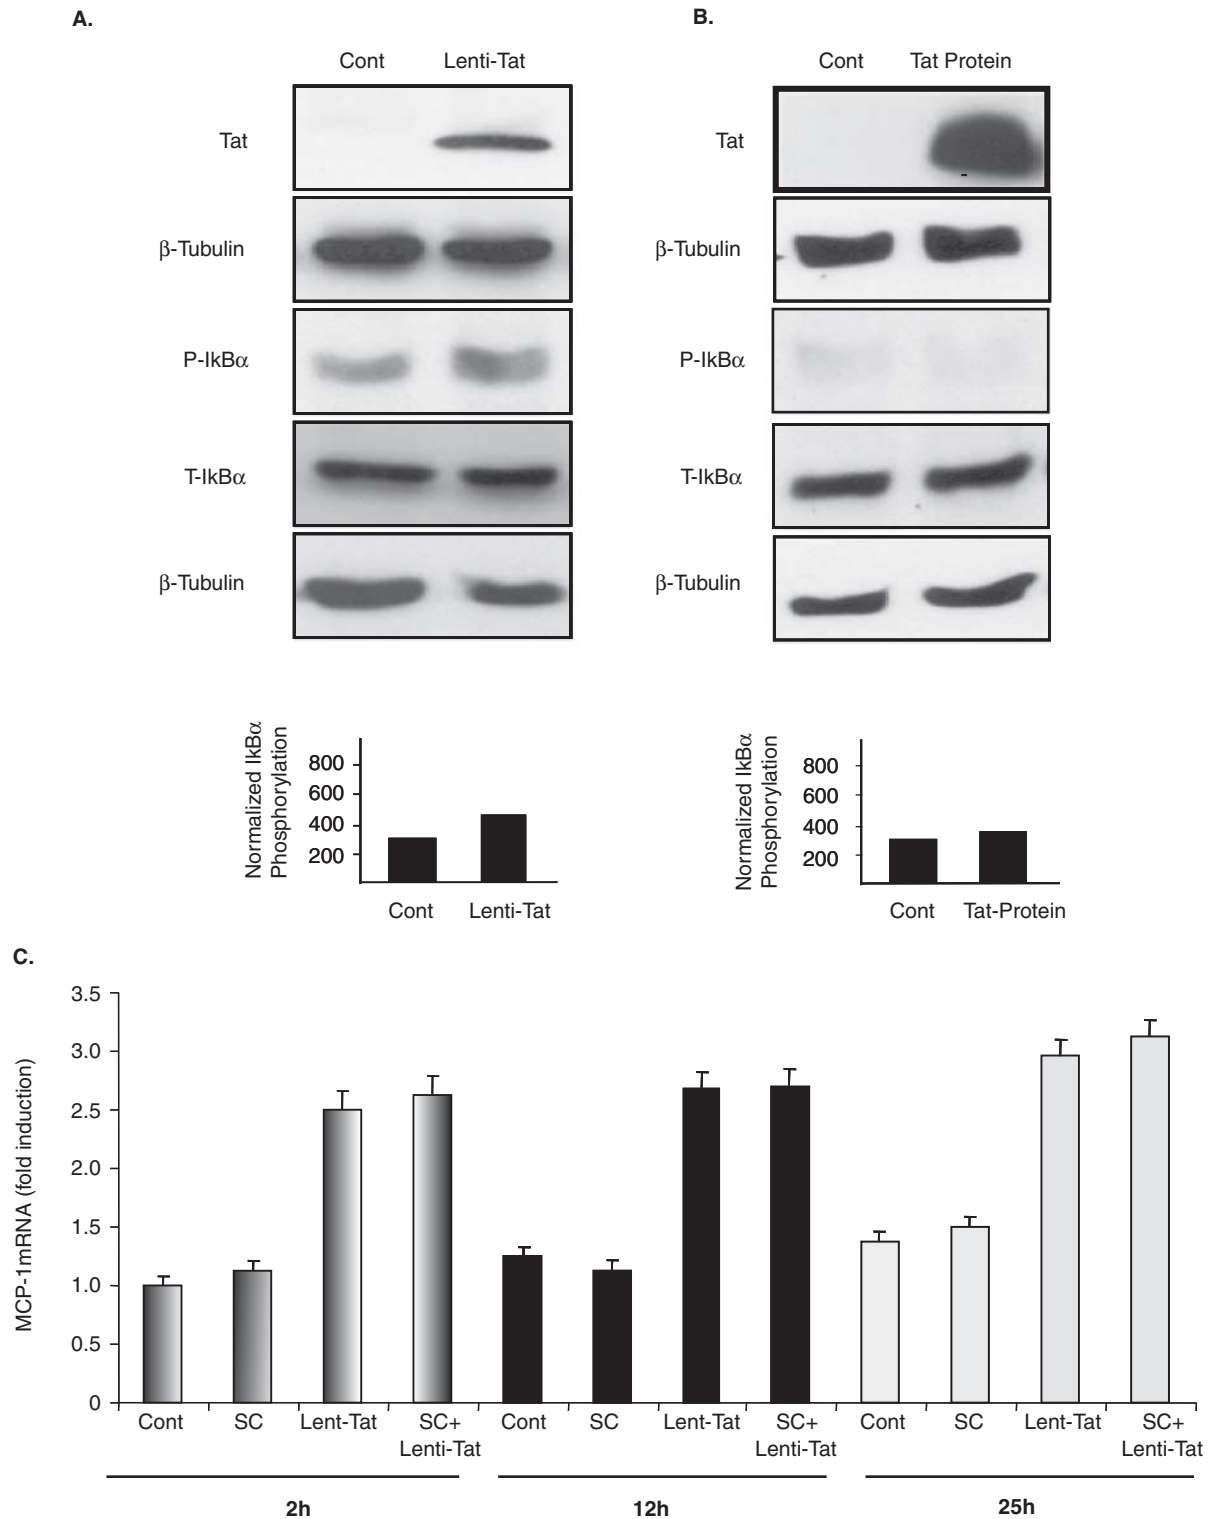 A.
Cont Lenti-Tat
Tat
β-Tubulin
P-IkBα
T-IkBα
β-Tubulin
Normalized IkBα
Phosphorylation
800
600
400
200
Cont Lenti-Tat
B.
Cont Tat Protein
Tat
β-Tubulin
P-IkBα
T-IkBα
β-Tubulin
Normalized IkBα
Phosphorylation
800
600
400
200
Cont Tat-Protein
C.
MCP-1mRNA (fold induction)
3.5
3.0
2.5
2.0
1.5
1.0
0.5
0
Cont SC Lent-Tat SC+ Cont SC Lent-Tat SC+ Cont SC Lent-Tat SC+
Lenti-Tat Lenti-Tat Lenti-Tat
2h 12h 25h